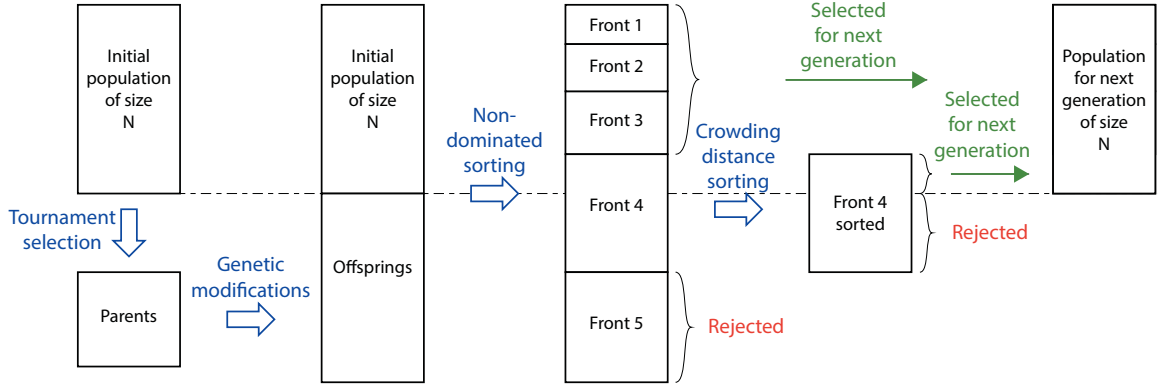 Initial
population
of size
N
Tournament
selection
Parents
Genetic
modifications
Initial
population
of size
N
Offsprings
Non-
dominated
sorting
Front 1
Front 2
Front 3
Front 4
Front 5
Rejected
Crowding
distance
sorting
Selected
for next
generation
Front 4
sorted
Selected
for next
generation
Rejected
Population
for next
generation
of size
N